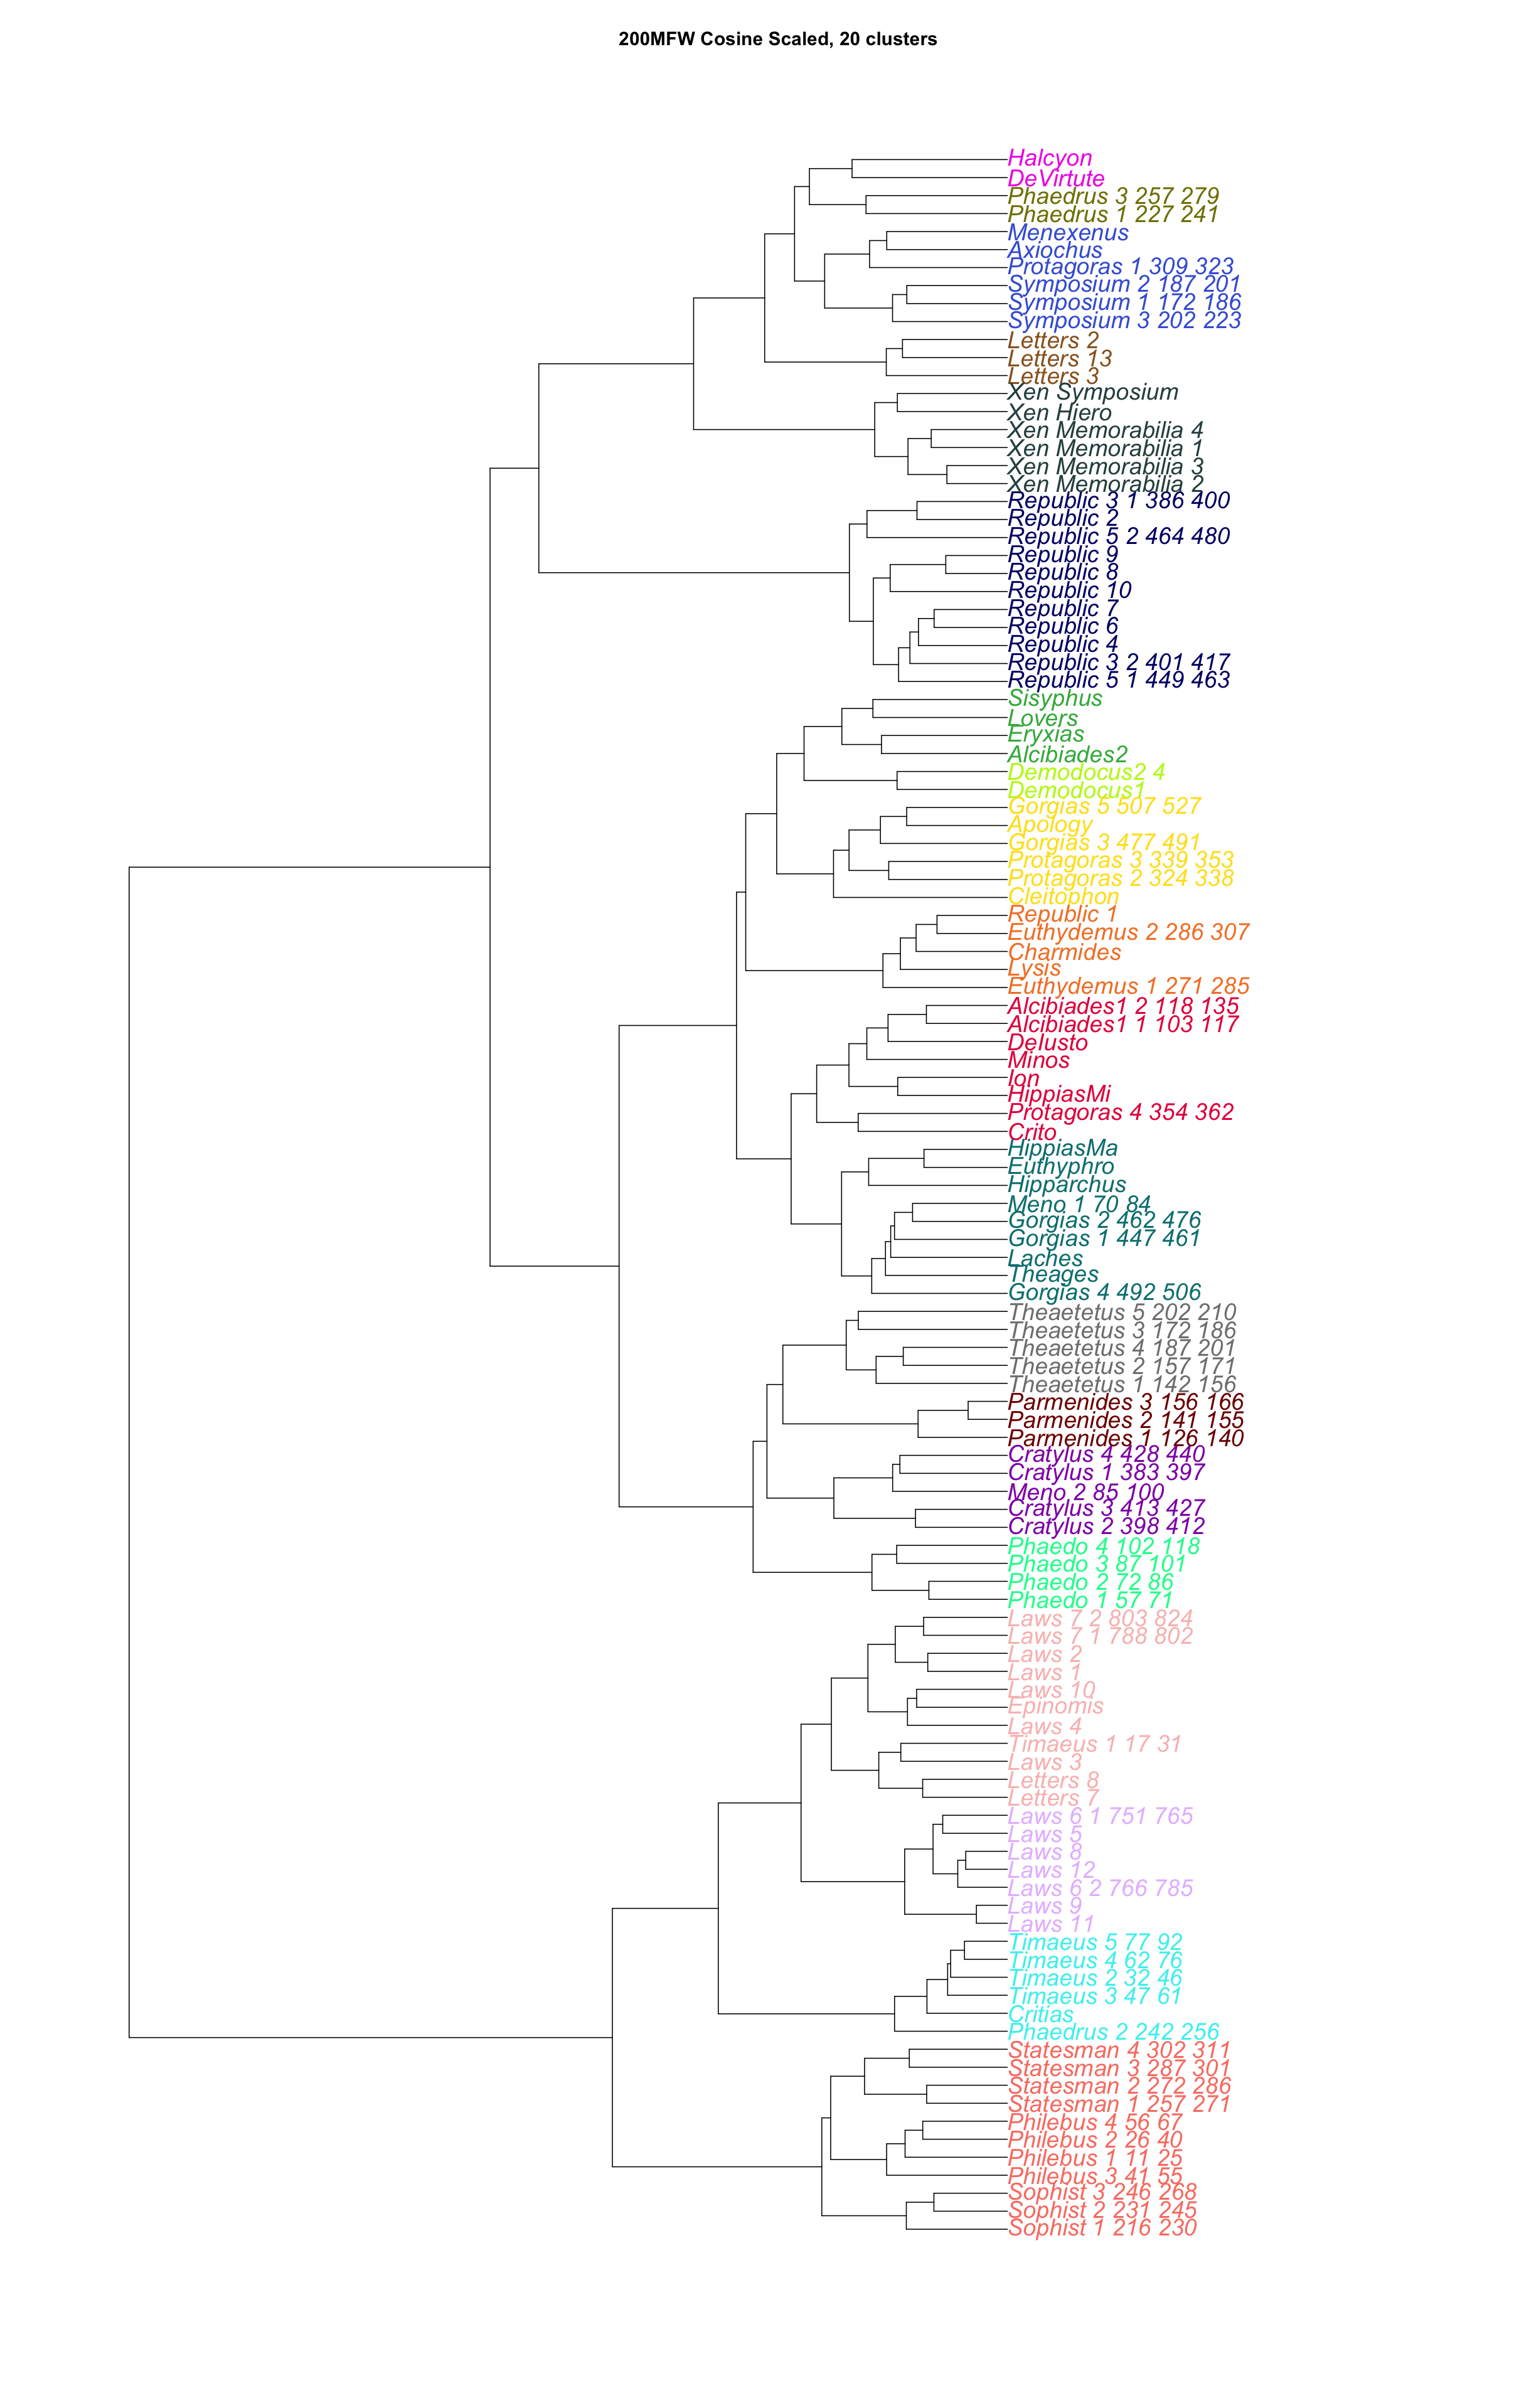 200MFW Cosine Scaled, 20 clusters
Halcyon
DeVirtute
Phaedrus 3 257 279
Phaedrus 1 227 241
Menexenus
Axiochus
Protagoras 1 309 323
Symposium 2 187 201
Symposium 1 172 186
Symposium 3 202 223
Letters 2
Letters 13
Letters 3
Xen Symposium
Xen Hiero
Xen Memorabilia 4
Xen Memorabilia 1
Xen Memorabilia 3
Xen Memorabilia 2
Republic 3 1 386 400
Republic 2
Republic 5 2 464 480
Republic 9
Republic 8
Republic 10
Republic 7
Republic 6
Republic 4
Republic 3 2 401 417
Republic 5 1 449 463
Sisyphus
Lovers
Eryxias
Alcibiades2
Demodocus2 4
Demodocus1
Gorgias 5 507 527
Apology
Gorgias 3 477 491
Protagoras 3 339 353
Protagoras 2 324 338
Cleitophon
Republic 1
Euthydemus 2 286 307
Charmides
Lysis
Euthydemus 1 271 285
Alcibiades1 2 118 135
Alcibiades1 1 103 117
DeIusto
Minos
Ion
HippiasMi
Protagoras 4 354 362
Crito
HippiasMa
Euthyphro
Hipparchus
Meno 1 70 84
Gorgias 2 462 476
Gorgias 1 447 461
Laches
Theages
Gorgias 4 492 506
Theaetetus 5 202 210
Theaetetus 3 172 186
Theaetetus 4 187 201
Theaetetus 2 157 171
Theaetetus 1 142 156
Parmenides 3 156 166
Parmenides 2 141 155
Parmenides 1 126 140
Cratylus 4 428 440
Cratylus 1 383 397
Meno 2 85 100
Cratylus 3 413 427
Cratylus 2 398 412
Phaedo 4 102 118
Phaedo 3 87 101
Phaedo 2 72 86
Phaedo 1 57 71
Laws 7 2 803 824
Laws 7 1 788 802
Laws 2
Laws 1
Laws 10
Epinomis
Laws 4
Timaeus 1 17 31
Laws 3
Letters 8
Letters 7
Laws 6 1 751 765
Laws 5
Laws 8
Laws 12
Laws 6 2 766 785
Laws 9
Laws 11
Timaeus 5 77 92
Timaeus 4 62 76
Timaeus 2 32 46
Timaeus 3 47 61
Critias
Phaedrus 2 242 256
Statesman 4 302 311
Statesman 3 287 301
Statesman 2 272 286
Statesman 1 257 271
Philebus 4 56 67
Philebus 2 26 40
Philebus 1 11 25
Philebus 3 41 55
Sophist 3 246 268
Sophist 2 231 245
Sophist 1 216 230